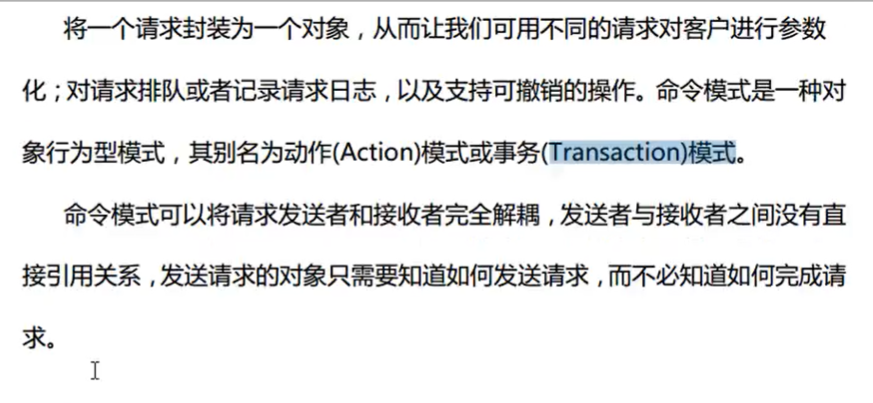 将一个请求封装为一个对象，从而让我们可用不同的请求对客户进行参数
化；对请求排队或者记录请求日志，以及支持可撤销的操作。命令模式是一种对
象行为型模式，其别名为动作(Action)模式或事务(Transaction)模式。
命令模式可以将请求发送者和接收者完全解耦，发送者与接收者之间没有直
接引用关系，发送请求的对象只需要知道如何发送请求，而不必知道如何完成请
求。